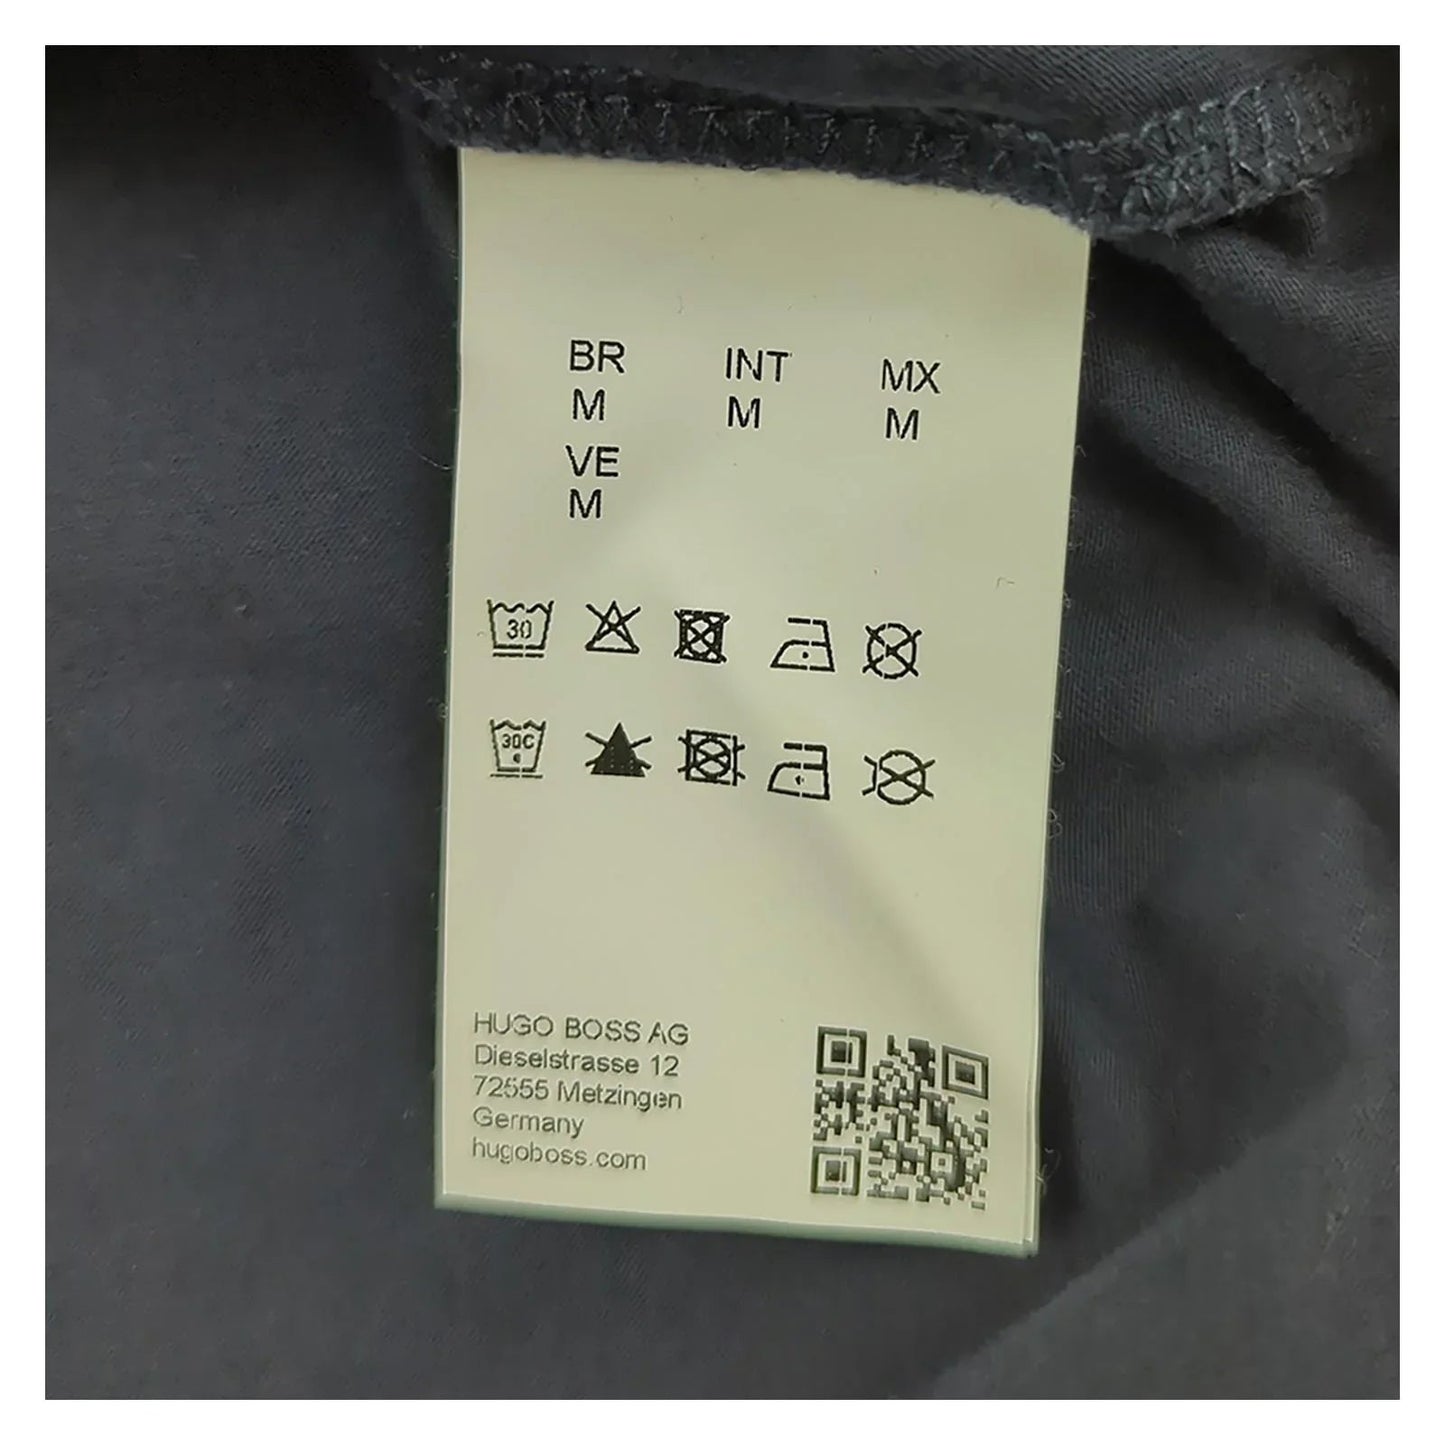 BR INT MX
M M M
VE
M
30
30C
HUGO BOSS AG
Dieselstrasse 12
72555 Metzingen
Germany
hugoboss.com